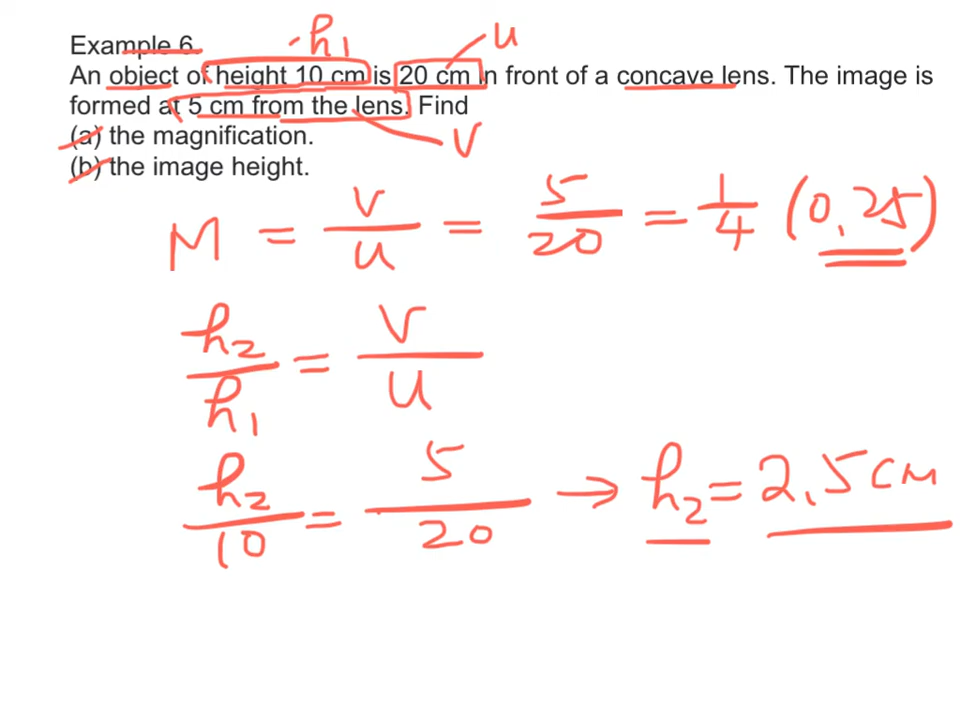 Example 6.
h1 u
An object of height 10 cm is 20 cm in front of a concave lens. The image is
formed at 5 cm from the lens. Find
(a) the magnification.
v
(b) the image height.
M = v/u = 5/20 = 1/4 (0.25)
h2/h1 = v/u
h2/10 = 5/20 → h2 = 2.5 cm